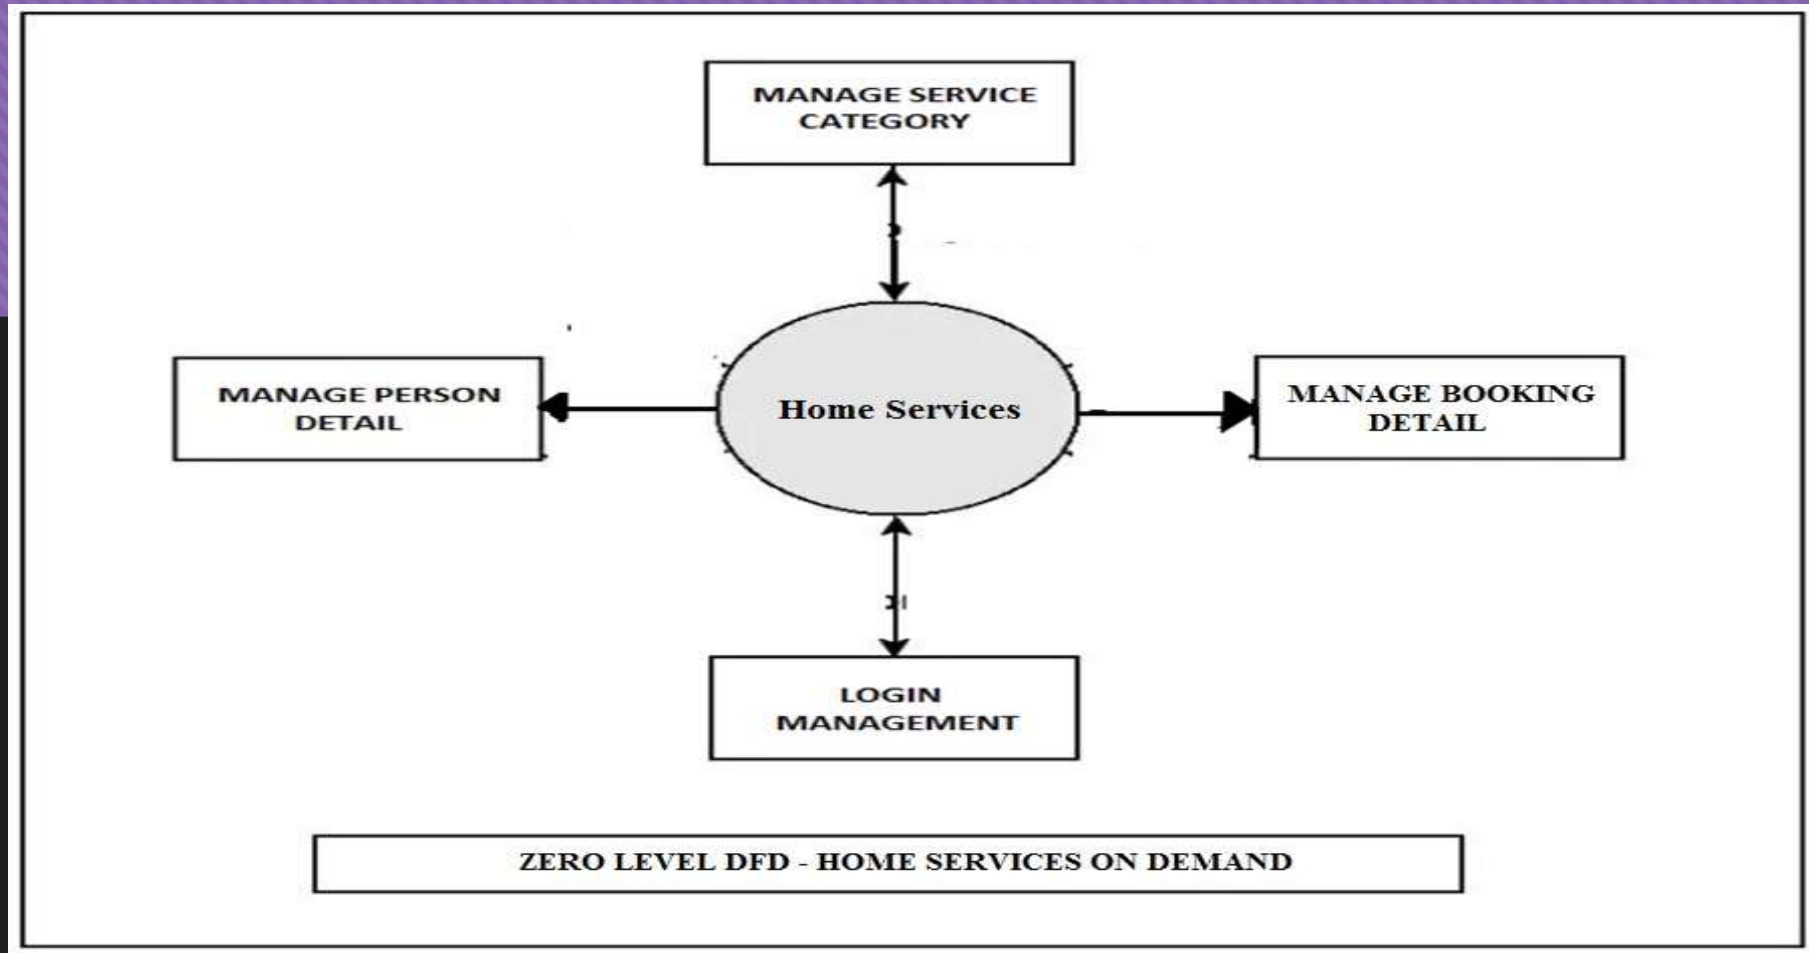 MANAGE SERVICE
CATEGORY
MANAGE PERSON
DETAIL
Home Services
MANAGE BOOKING
DETAIL
LOGIN
MANAGEMENT
ZERO LEVEL DFD - HOME SERVICES ON DEMAND